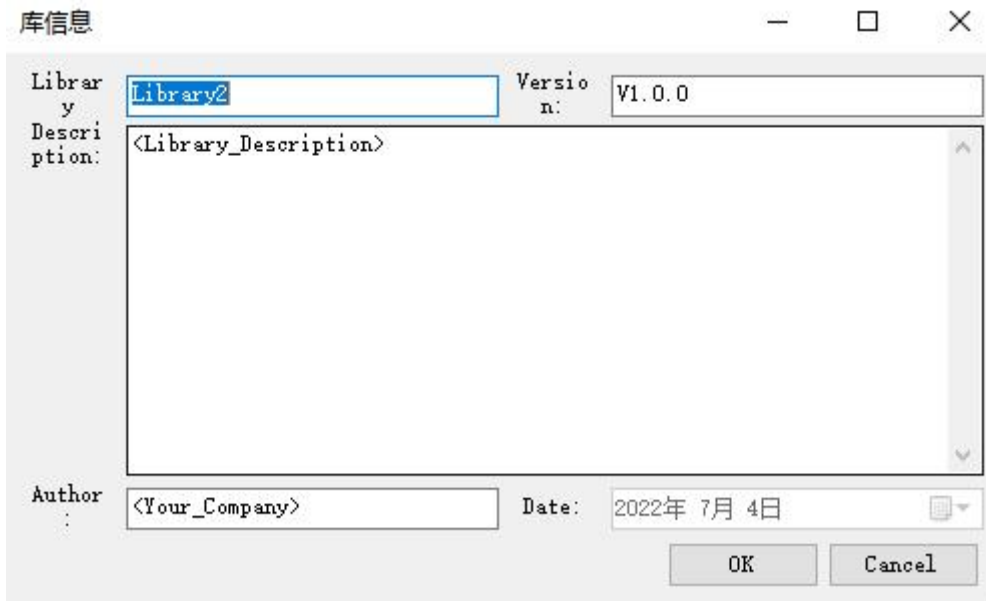 库信息
Librar
y
Library2
Versio
n:
V1.0.0
Descri
ption:
<Library_Description>
Author
:
<Your_Company>
Date:
2022年 7月 4日
OK
Cancel